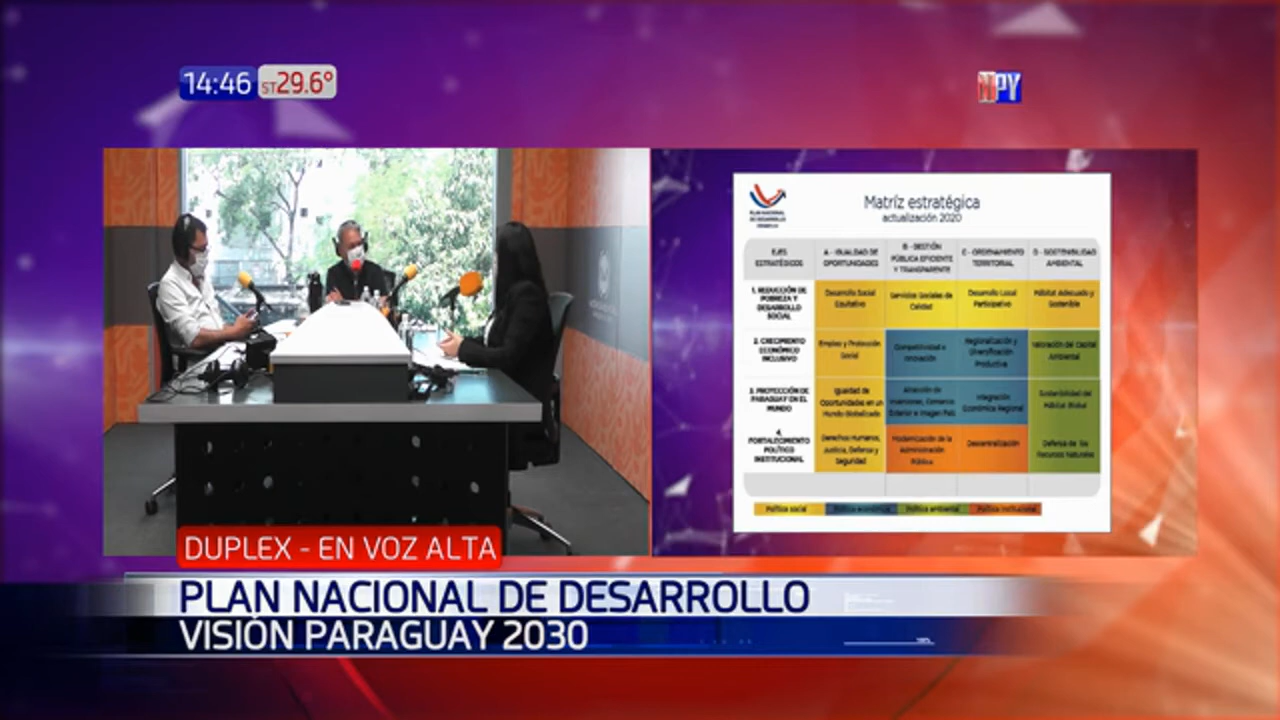 14:46 ST 29.6°
NPY
PLAN NACIONAL
DE DESARROLLO
Matríz estratégica
actualización 2020
EJES
ESTRATÉGICOS
A - IGUALDAD DE
OPORTUNIDADES
B - GESTIÓN
PÚBLICA EFICIENTE
Y TRANSPARENTE
C - ORDENAMIENTO
TERRITORIAL
D - SOSTENIBILIDAD
AMBIENTAL
1. REDUCCIÓN DE
POBREZA Y
DESARROLLO
SOCIAL
Desarrollo Social
Equitativo
Servicios Sociales de
Calidad
Desarrollo Local
Participativo
Hábitat Adecuado y
Sostenible
2. CRECIMIENTO
ECONÓMICO
INCLUSIVO
Empleo y Protección
Social
Competitividad e
Innovación
Regionalización y
Diversificación
Productiva
Valoración del Capital
Ambiental
3. PROYECCIÓN DE
PARAGUAY EN EL
MUNDO
Igualdad de
Oportunidades en un
Mundo Globalizado
Atracción de
Inversiones, Comercio
Exterior e Imagen País
Integración
Económica Regional
Sostenibilidad del
Hábitat Global
4.
FORTALECIMIENTO
POLÍTICO
INSTITUCIONAL
Derechos Humanos,
Justicia, Defensa y
Seguridad
Modernización de la
Administración
Pública
Descentralización
Defensa de los
Recursos Naturales
Política social
Política económica
Política ambiental
Política institucional
DUPLEX - EN VOZ ALTA
PLAN NACIONAL DE DESARROLLO
VISIÓN PARAGUAY 2030